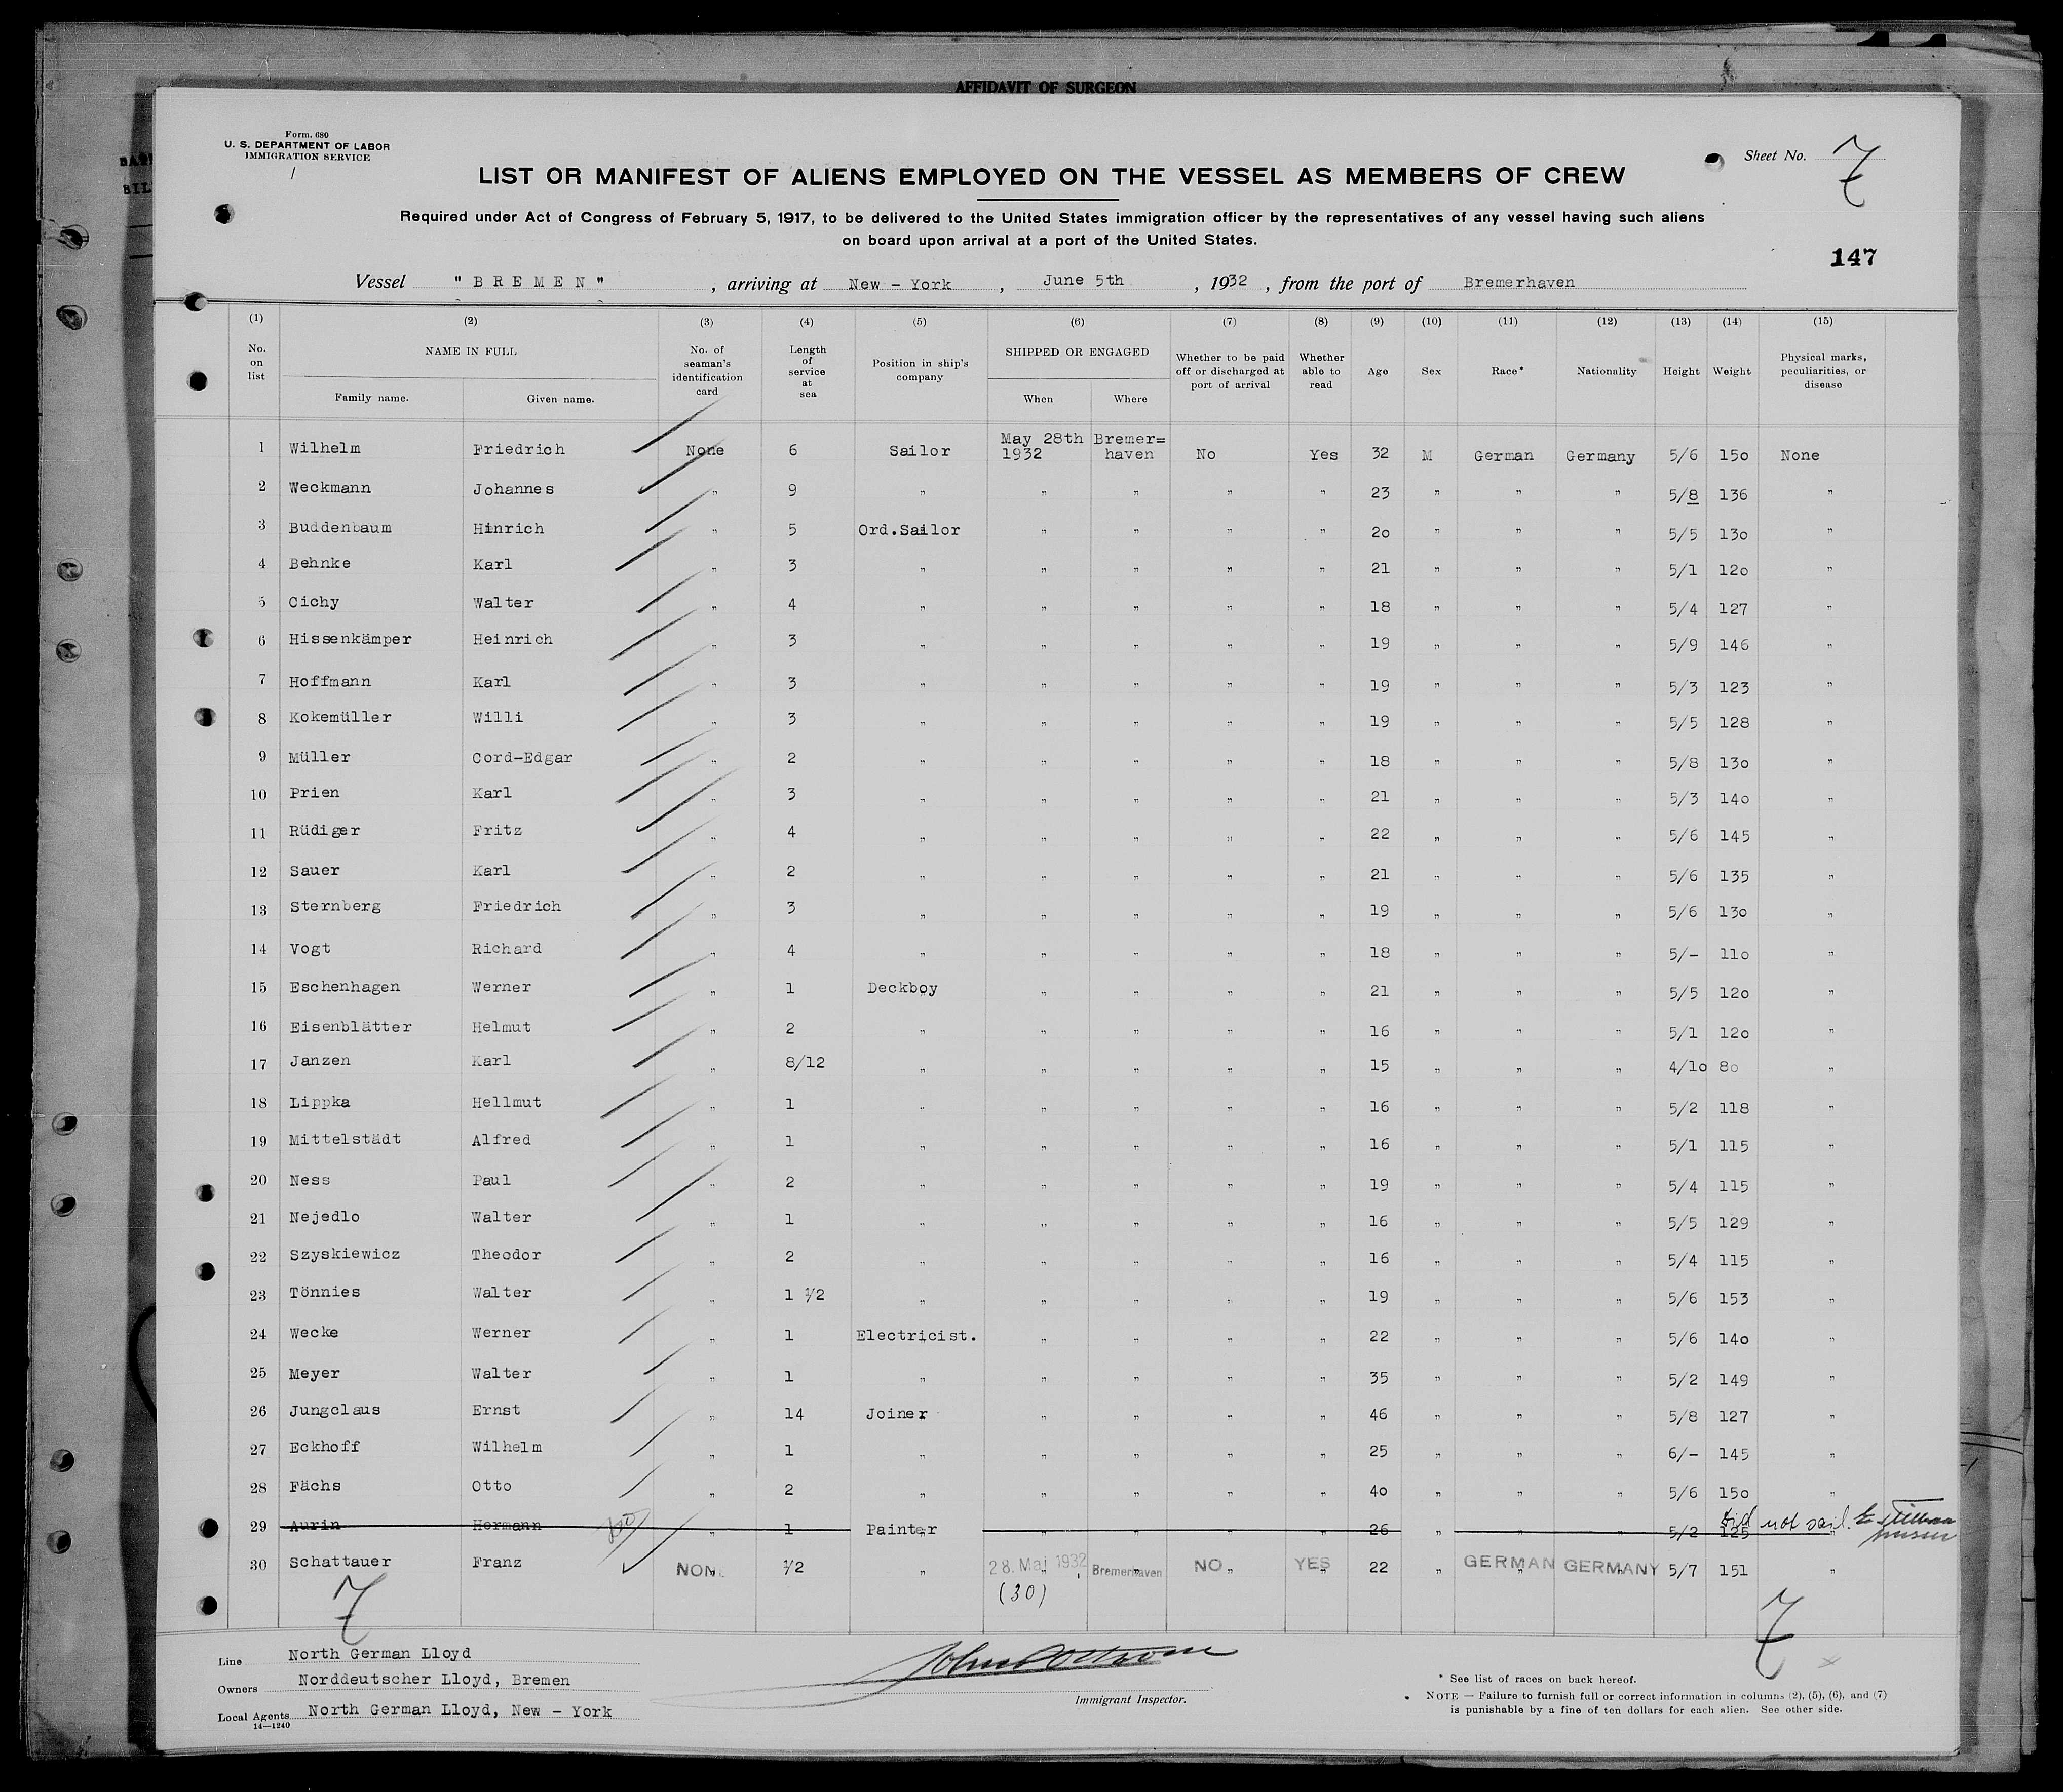 AFFIDAVIT OF SURGEON
Form. 680
U. S. DEPARTMENT OF LABOR
IMMIGRATION SERVICE
Sheet No. 7
LIST OR MANIFEST OF ALIENS EMPLOYED ON THE VESSEL AS MEMBERS OF CREW
Required under Act of Congress of February 5, 1917, to be delivered to the United States immigration officer by the representatives of any vessel having such aliens
on board upon arrival at a port of the United States.
147
Vessel "BREMEN", arriving at New - York, June 5th, 1932, from the port of Bremerhaven
(1) (2) (3) (4) (5) (6) (7) (8) (9) (10) (11) (12) (13) (14) (15)
No. on list NAME IN FULL Family name. Given name. No. of seaman's identification card Length of service at sea Position in ship's company SHIPPED OR ENGAGED When Where Whether to be paid off or discharged at port of arrival Whether able to read Age Sex Race* Nationality Height Weight Physical marks, peculiarities, or disease
1 Wilhelm Friedrich None 6 Sailor May 28th 1932 Bremer= haven No Yes 32 M German Germany 5/6 150 None
2 Weckmann Johannes " 9 " " " " " 23 " " " 5/8 136 "
3 Buddenbaum Hinrich " 5 Ord.Sailor " " " " 20 " " " 5/5 130 "
4 Behnke Karl " 3 " " " " " 21 " " " 5/1 120 "
5 Cichy Walter " 4 " " " " " 18 " " " 5/4 127 "
6 Hissenkämper Heinrich " 3 " " " " " 19 " " " 5/9 146 "
7 Hoffmann Karl " 3 " " " " " 19 " " " 5/3 123 "
8 Kokemüller Willi " 3 " " " " " 19 " " " 5/5 128 "
9 Müller Cord-Edgar " 2 " " " " " 18 " " " 5/8 130 "
10 Prien Karl " 3 " " " " " 21 " " " 5/3 140 "
11 Rüdiger Fritz " 4 " " " " " 22 " " " 5/6 145 "
12 Sauer Karl " 2 " " " " " 21 " " " 5/6 135 "
13 Sternberg Friedrich " 3 " " " " " 19 " " " 5/6 130 "
14 Vogt Richard " 4 " " " " " 18 " " " 5/- 110 "
15 Eschenhagen Werner " 1 Deckboy " " " " 21 " " " 5/5 120 "
16 Eisenblätter Helmut " 2 " " " " " 16 " " " 5/1 120 "
17 Janzen Karl " 8/12 " " " " " 15 " " " 4/10 80 "
18 Lippka Hellmut " 1 " " " " " 16 " " " 5/2 118 "
19 Mittelstädt Alfred " 1 " " " " " 16 " " " 5/1 115 "
20 Ness Paul " 2 " " " " " 19 " " " 5/4 115 "
21 Nejedlo Walter " 1 " " " " " 16 " " " 5/5 129 "
22 Szyskiewicz Theodor " 2 " " " " " 16 " " " 5/4 115 "
23 Tönnies Walter " 1 1/2 " " " " " 19 " " " 5/6 153 "
24 Wecke Werner " 1 Electricist. " " " " 22 " " " 5/6 140 "
25 Meyer Walter " 1 " " " " " 35 " " " 5/2 149 "
26 Jungclaus Ernst " 14 Joiner " " " " 46 " " " 5/8 127 "
27 Eckhoff Wilhelm " 1 " " " " " 25 " " " 6/- 145 "
28 Fächs Otto " 2 " " " " " 40 " " " 5/6 150 "
29 Aurin Hermann " 1 Painter " " " " 26 " " " 5/2 125 " did not sail.
30 Schattauer Franz NONE 1/2 " 28. Mai 1932 Bremerhaven NO YES 22 " GERMAN GERMANY 5/7 151 "
(30)
7 7
Line North German Lloyd
Owners Norddeutscher Lloyd, Bremen
Local Agents North German Lloyd, New - York
14—1240
Immigrant Inspector.
* See list of races on back hereof.
NOTE — Failure to furnish full or correct information in columns (2), (5), (6), and (7)
is punishable by a fine of ten dollars for each alien. See other side.